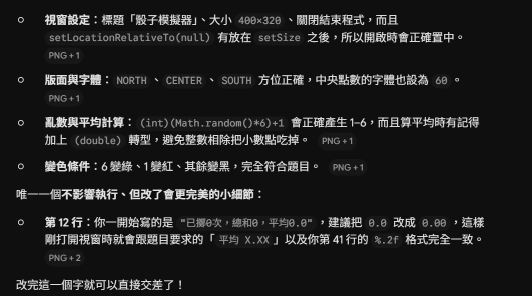 視窗設定：標題「骰子模擬器」、大小 400×320 、關閉結束程式，而且
setLocationRelativeTo(null) 有放在 setSize 之後，所以開啟時會正確置中。
PNG + 1
版面與字體：NORTH 、 CENTER 、 SOUTH 方位正確，中央點數的字體也設為 60 。
PNG + 1
亂數與平均計算： (int)(Math.random()*6)+1 會正確產生 1–6，而且算平均時有記得
加上 (double) 轉型，避免整數相除把小數點吃掉。 PNG + 1
變色條件：6 變綠、1 變紅、其餘變黑，完全符合題目。 PNG + 1
唯一一個不影響執行、但改了會更完美的小細節：
第 12 行：你一開始寫的是 "已擲0次，總和0，平均0.0" ，建議把 0.0 改成 0.00 ，這樣
剛打開視窗時就會跟題目要求的「 平均 X.XX 」以及你第 41 行的 %.2f 格式完全一致。
PNG + 2
改完這一個字就可以直接交差了！